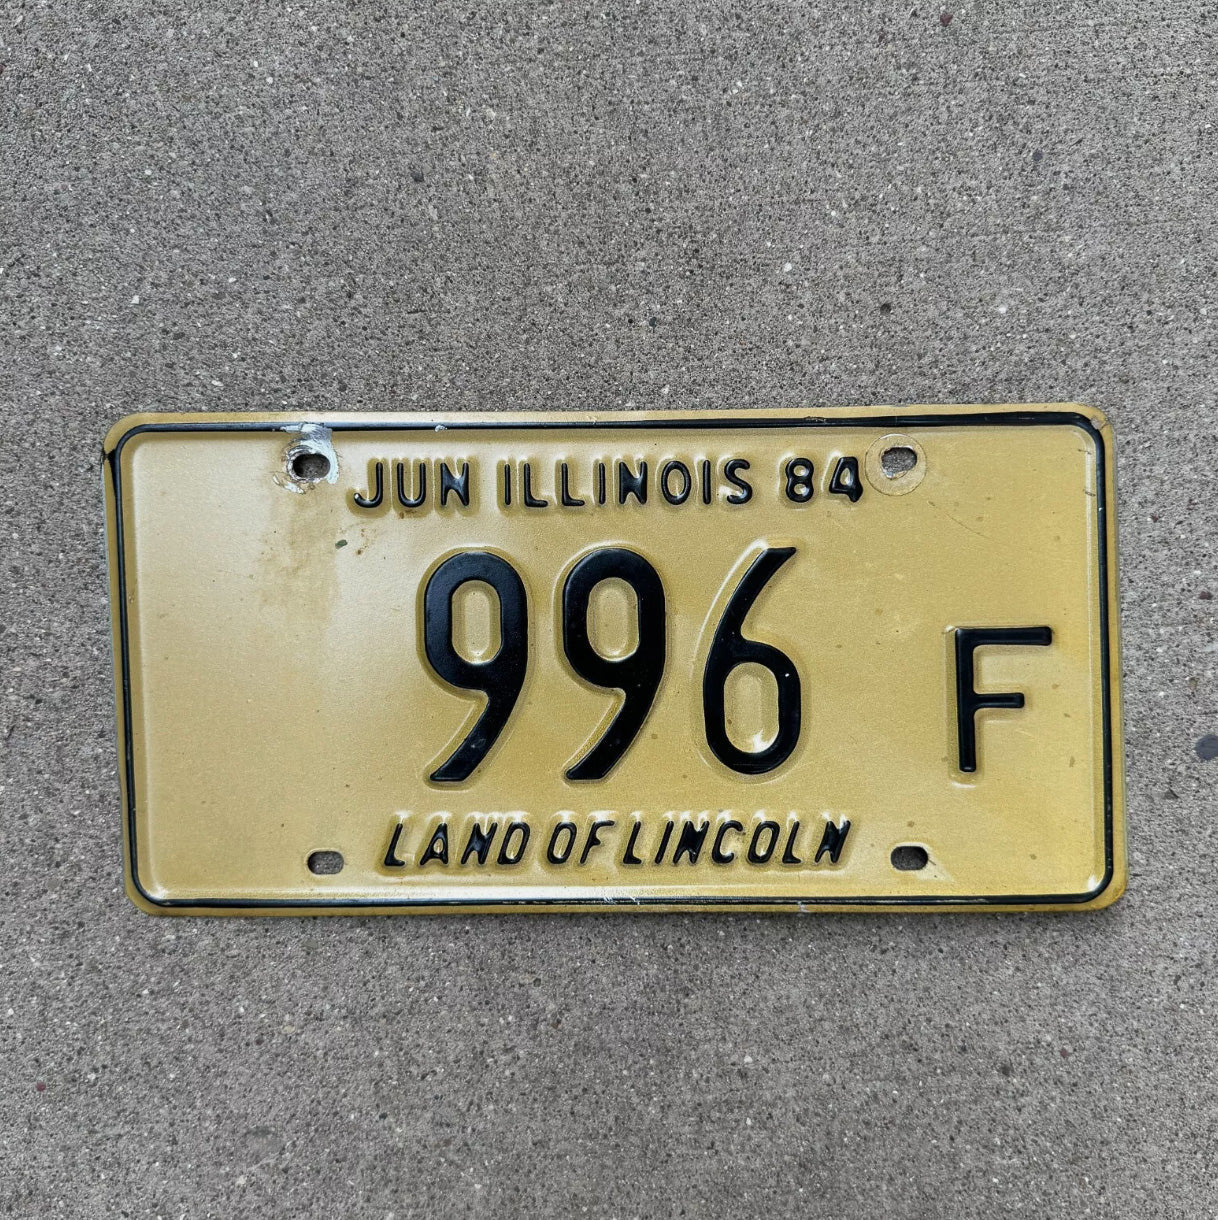 JUN ILLINOIS 84
996 F
LAND OF LINCOLN